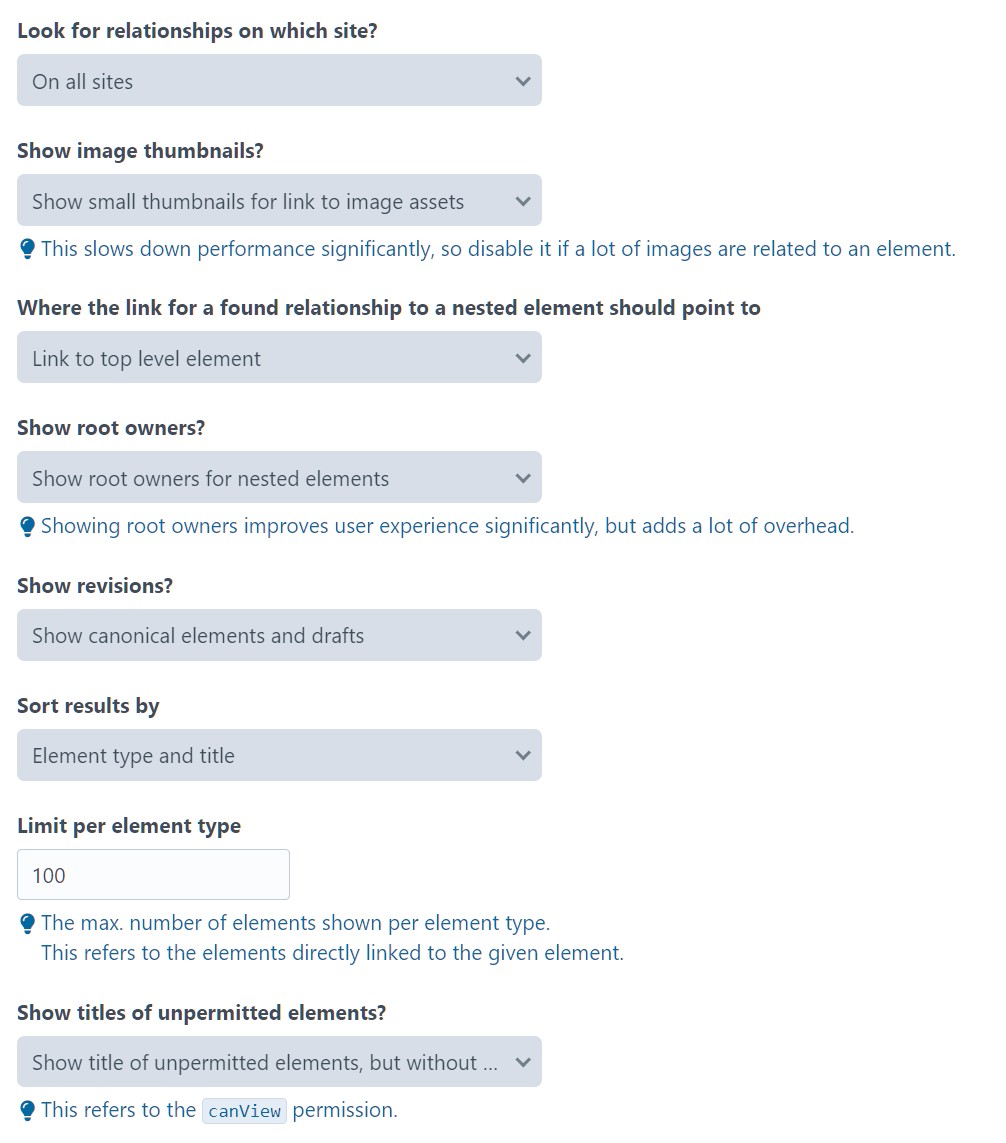 Look for relationships on which site?
On all sites
Show image thumbnails?
Show small thumbnails for link to image assets
This slows down performance significantly, so disable it if a lot of images are related to an element.
Where the link for a found relationship to a nested element should point to
Link to top level element
Show root owners?
Show root owners for nested elements
Showing root owners improves user experience significantly, but adds a lot of overhead.
Show revisions?
Show canonical elements and drafts
Sort results by
Element type and title
Limit per element type
100
The max. number of elements shown per element type.
This refers to the elements directly linked to the given element.
Show titles of unpermitted elements?
Show title of unpermitted elements, but without ...
This refers to the canView permission.